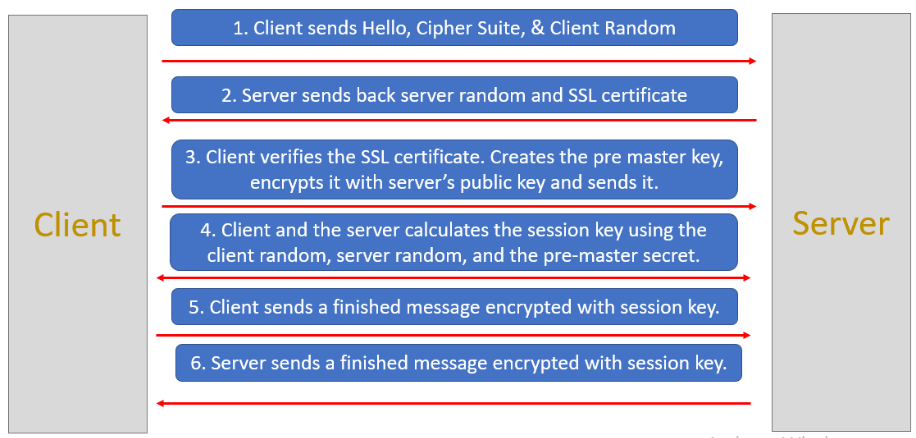 1. Client sends Hello, Cipher Suite, & Client Random
2. Server sends back server random and SSL certificate
3. Client verifies the SSL certificate. Creates the pre master key,
encrypts it with server's public key and sends it.
Client
Server
4. Client and the server calculates the session key using the
client random, server random, and the pre-master secret.
5. Client sends a finished message encrypted with session key.
6. Server sends a finished message encrypted with session key.